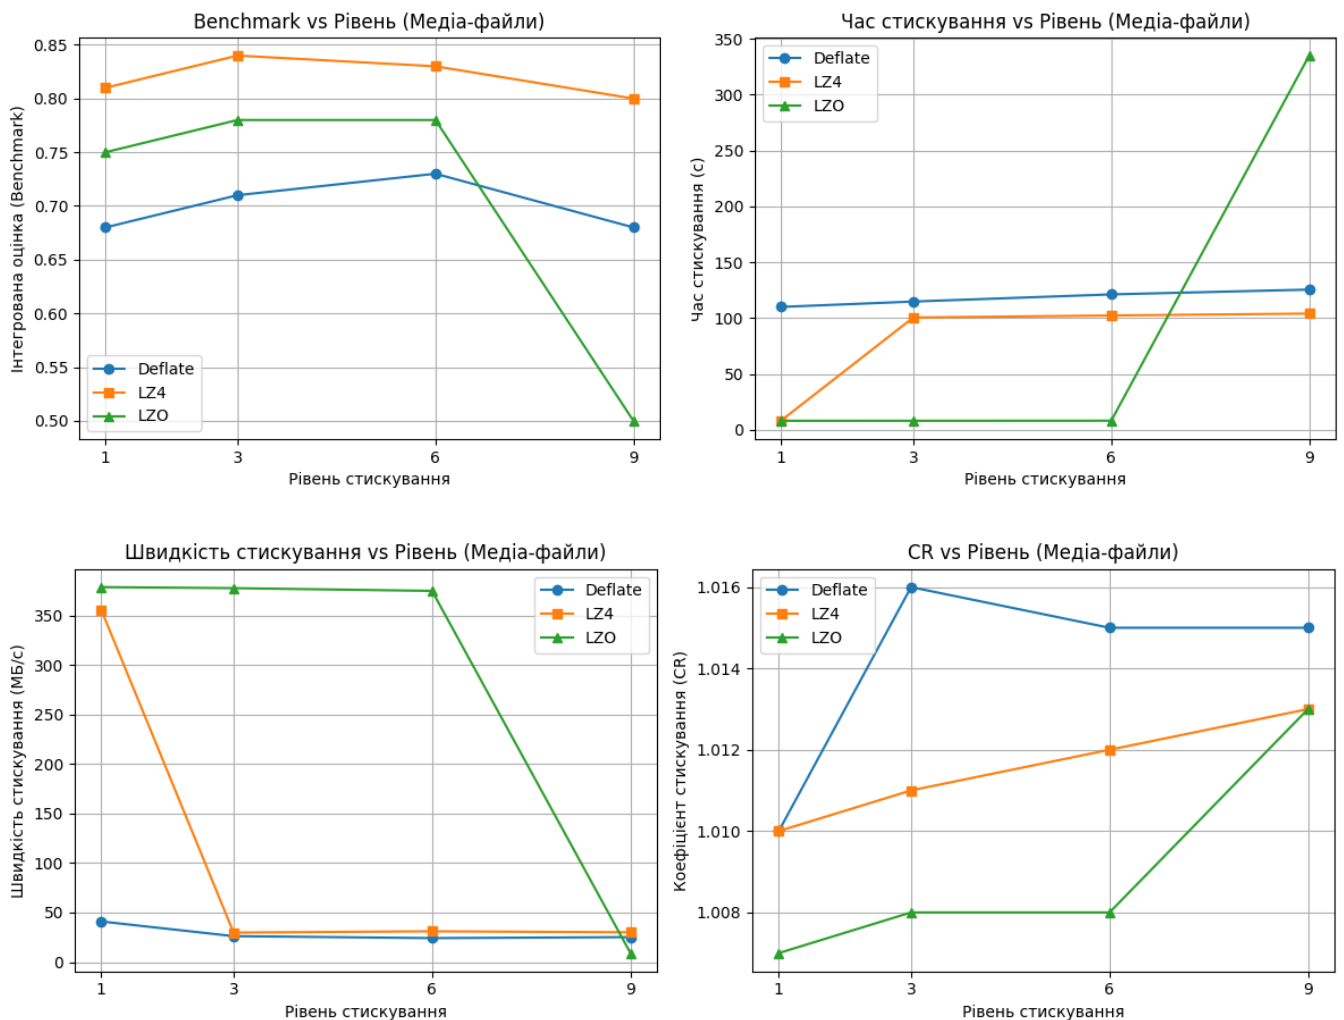 Benchmark vs Рівень (Медіа-файли)
Інтегрована оцінка (Benchmark)
0.85
0.80
0.75
0.70
0.65
0.60
0.55
0.50
Deflate
LZ4
LZO
1 3 6 9
Рівень стискування
Час стискування vs Рівень (Медіа-файли)
Час стискування (с)
350
300
250
200
150
100
50
0
Deflate
LZ4
LZO
1 3 6 9
Рівень стискування
Швидкість стискування vs Рівень (Медіа-файли)
Швидкість стискування (МБ/с)
350
300
250
200
150
100
50
0
Deflate
LZ4
LZO
1 3 6 9
Рівень стискування
CR vs Рівень (Медіа-файли)
Коефіцієнт стискування (CR)
1.016
1.014
1.012
1.010
1.008
Deflate
LZ4
LZO
1 3 6 9
Рівень стискування